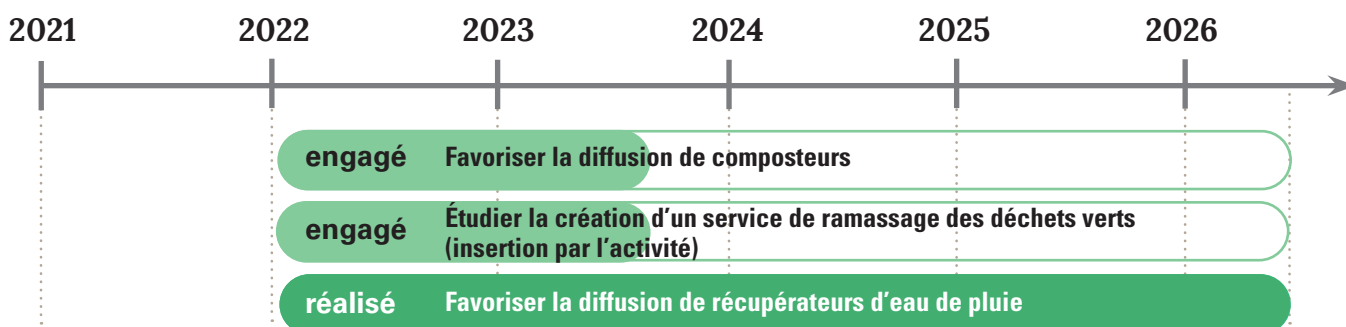 2021 2022 2023 2024 2025 2026
engagé Favoriser la diffusion de composteurs
engagé Étudier la création d'un service de ramassage des déchets verts
(insertion par l'activité)
réalisé Favoriser la diffusion de récupérateurs d'eau de pluie